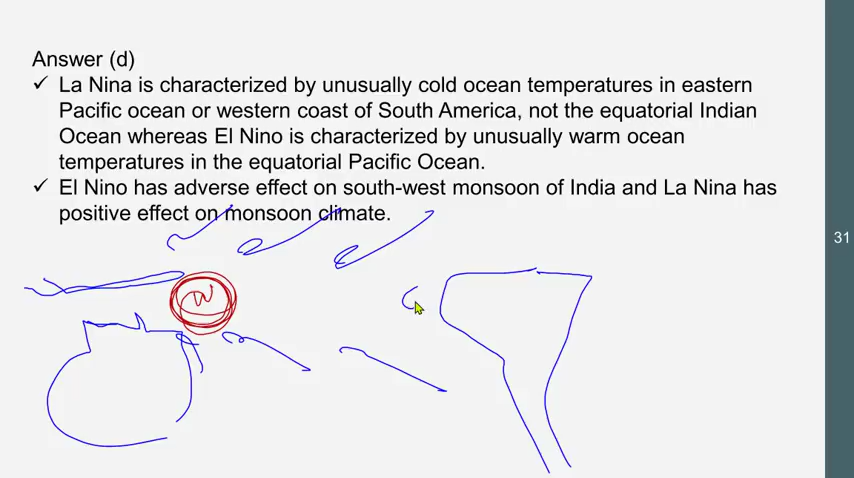 Answer (d)
✓ La Nina is characterized by unusually cold ocean temperatures in eastern
Pacific ocean or western coast of South America, not the equatorial Indian
Ocean whereas El Nino is characterized by unusually warm ocean
temperatures in the equatorial Pacific Ocean.
✓ El Nino has adverse effect on south-west monsoon of India and La Nina has
positive effect on monsoon climate.
31
W